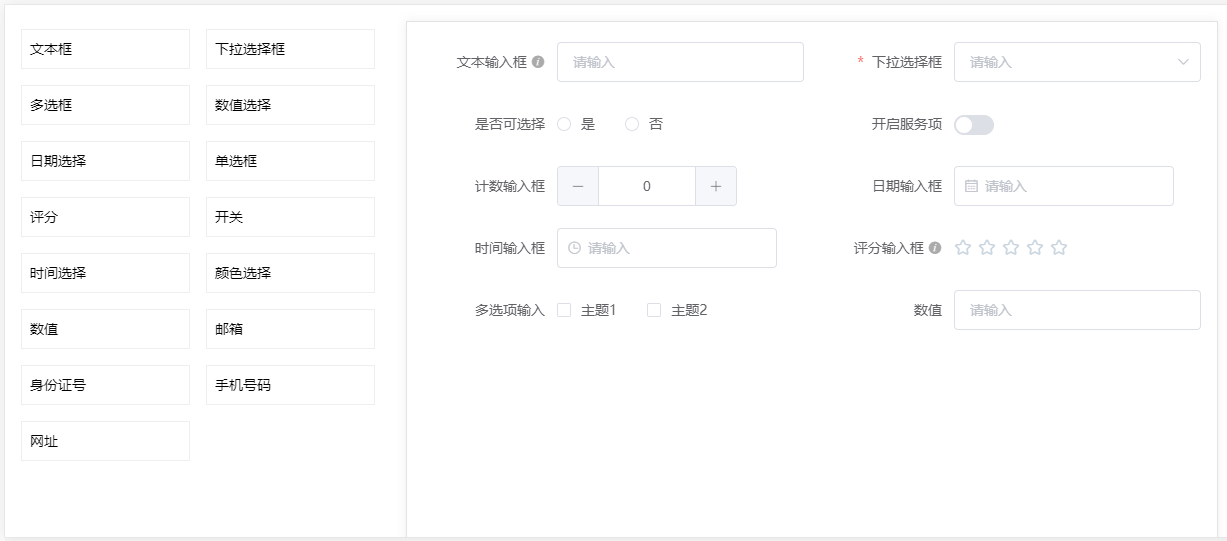 文本框 下拉选择框
多选框 数值选择
日期选择 单选框
评分 开关
时间选择 颜色选择
数值 邮箱
身份证号 手机号码
网址
文本输入框 请输入 * 下拉选择框 请输入
是否可选择 是 否 开启服务项
计数输入框 0 日期输入框 请输入
时间输入框 请输入 评分输入框
多选项输入 主题1 主题2 数值 请输入